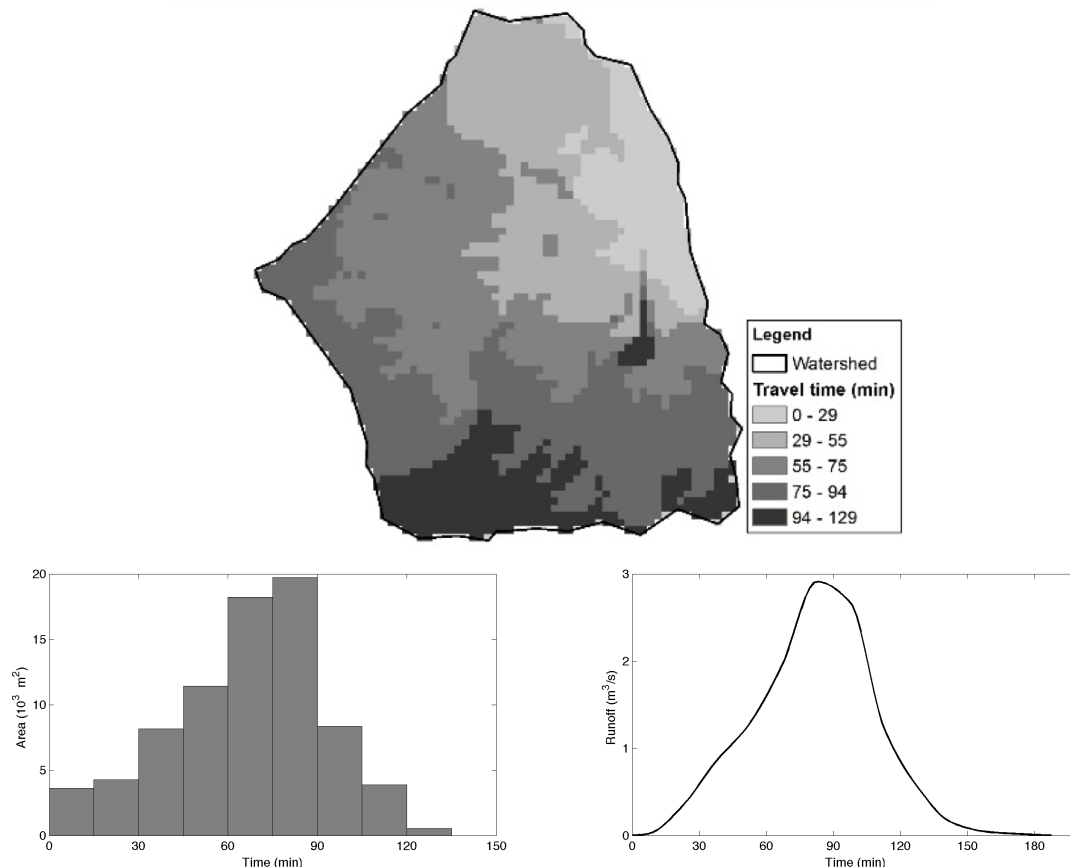 Legend
Watershed
Travel time (min)
0 - 29
29 - 55
55 - 75
75 - 94
94 - 129
20
15
10
5
0
Area (10³ m²)
0 30 60 90 120 150
Time (min)
3
2
1
0
Runoff (m³/s)
0 30 60 90 120 150 180
Time (min)